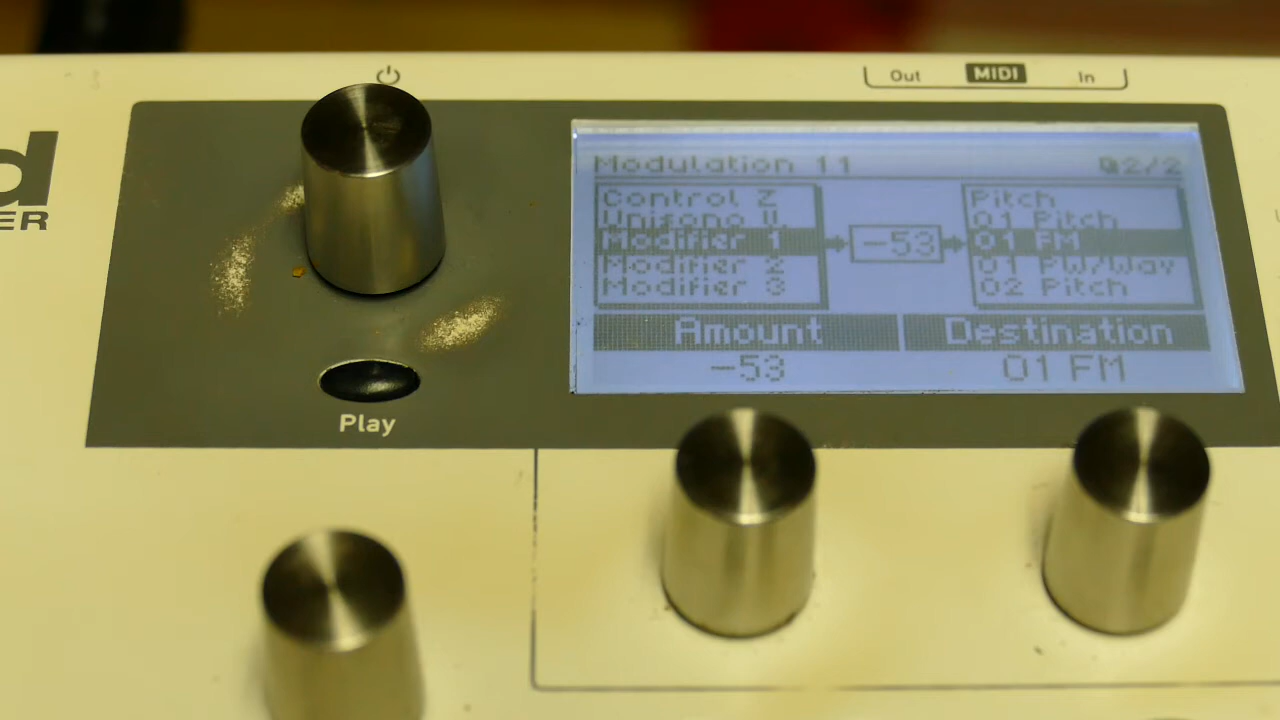 Out MIDI In
d
ER
Modulation 11 2/2
Control Z
Unisono V.
Modifier 1
Modifier 2
Modifier 3
-53
Pitch
O1 Pitch
O1 FM
O1 PW/Wav
O2 Pitch
Amount Destination
-53 O1 FM
Play